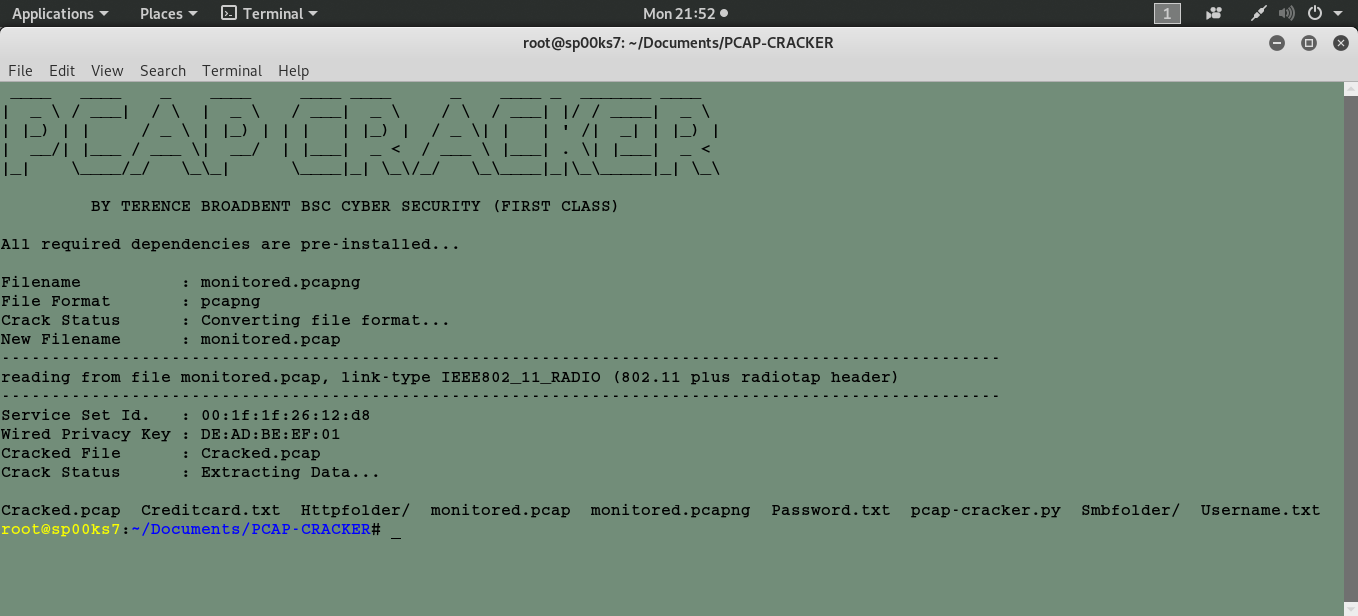 Applications Places Terminal Mon 21:52 1
root@sp00ks7: ~/Documents/PCAP-CRACKER
File Edit View Search Terminal Help
PCAP CRACKER
BY TERENCE BROADBENT BSC CYBER SECURITY (FIRST CLASS)
All required dependencies are pre-installed...
Filename : monitored.pcapng
File Format : pcapng
Crack Status : Converting file format...
New Filename : monitored.pcap
----------------------------------------------------------------------------------------------------
reading from file monitored.pcap, link-type IEEE802_11_RADIO (802.11 plus radiotap header)
----------------------------------------------------------------------------------------------------
Service Set Id. : 00:1f:1f:26:12:d8
Wired Privacy Key : DE:AD:BE:EF:01
Cracked File : Cracked.pcap
Crack Status : Extracting Data...
Cracked.pcap Creditcard.txt Httpfolder/ monitored.pcap monitored.pcapng Password.txt pcap-cracker.py Smbfolder/ Username.txt
root@sp00ks7:~/Documents/PCAP-CRACKER# _